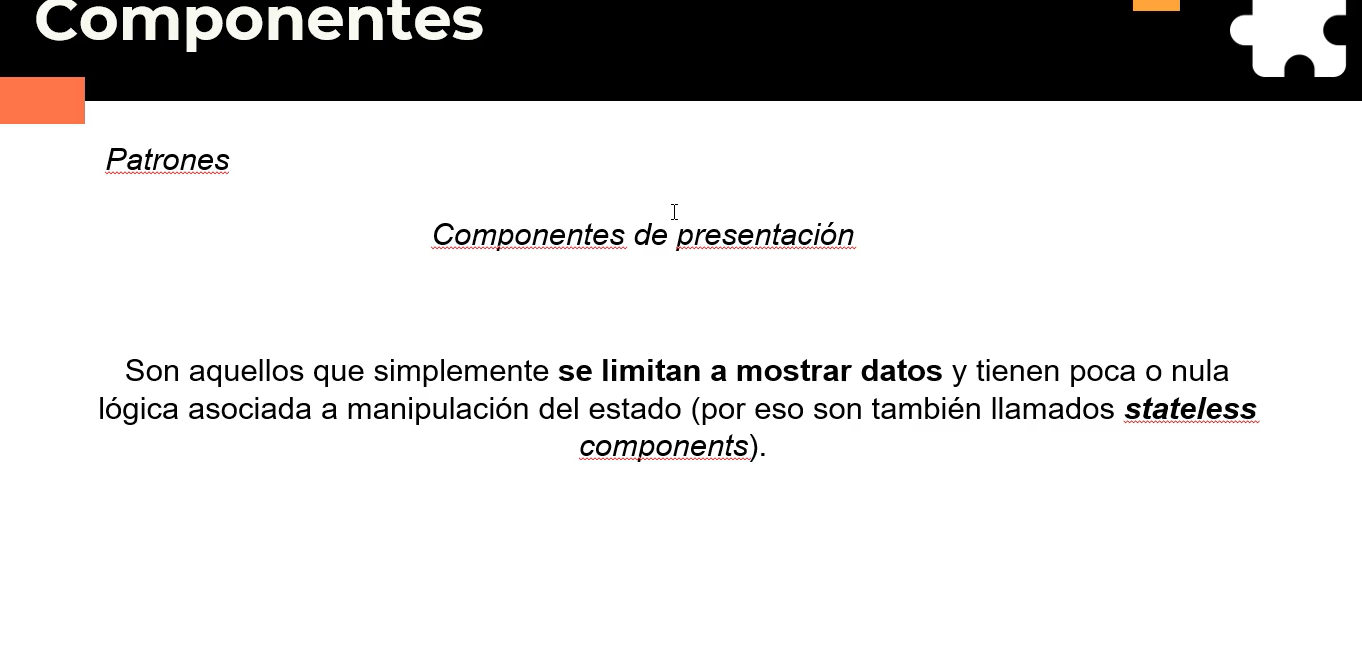 Componentes
Patrones
Componentes de presentación
Son aquellos que simplemente se limitan a mostrar datos y tienen poca o nula
lógica asociada a manipulación del estado (por eso son también llamados stateless
components).